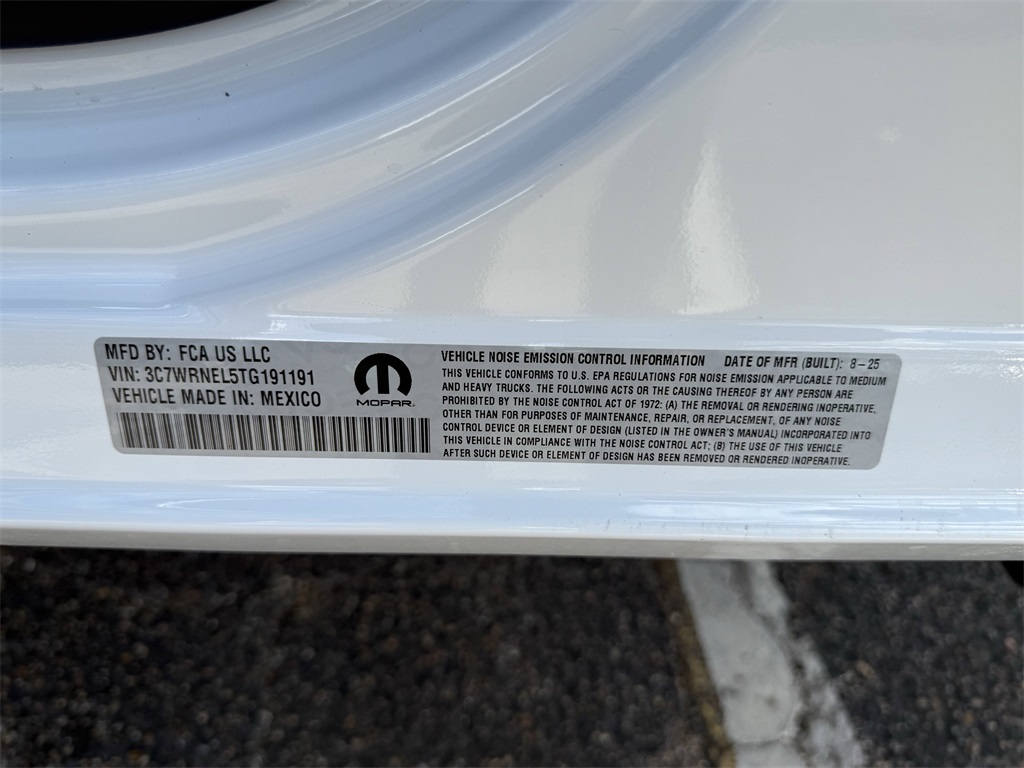 MFD BY: FCA US LLC
VIN: 3C7WRNEL5TG191191
VEHICLE MADE IN: MEXICO
MOPAR
VEHICLE NOISE EMISSION CONTROL INFORMATION DATE OF MFR (BUILT): 8-25
THIS VEHICLE CONFORMS TO U.S. EPA REGULATIONS FOR NOISE EMISSION APPLICABLE TO MEDIUM
AND HEAVY TRUCKS. THE FOLLOWING ACTS OR THE CAUSING THEREOF BY ANY PERSON ARE
PROHIBITED BY THE NOISE CONTROL ACT OF 1972: (A) THE REMOVAL OR RENDERING INOPERATIVE,
OTHER THAN FOR PURPOSES OF MAINTENANCE, REPAIR, OR REPLACEMENT, OF ANY NOISE
CONTROL DEVICE OR ELEMENT OF DESIGN (LISTED IN THE OWNER'S MANUAL) INCORPORATED INTO
THIS VEHICLE IN COMPLIANCE WITH THE NOISE CONTROL ACT; (B) THE USE OF THIS VEHICLE
AFTER SUCH DEVICE OR ELEMENT OF DESIGN HAS BEEN REMOVED OR RENDERED INOPERATIVE.